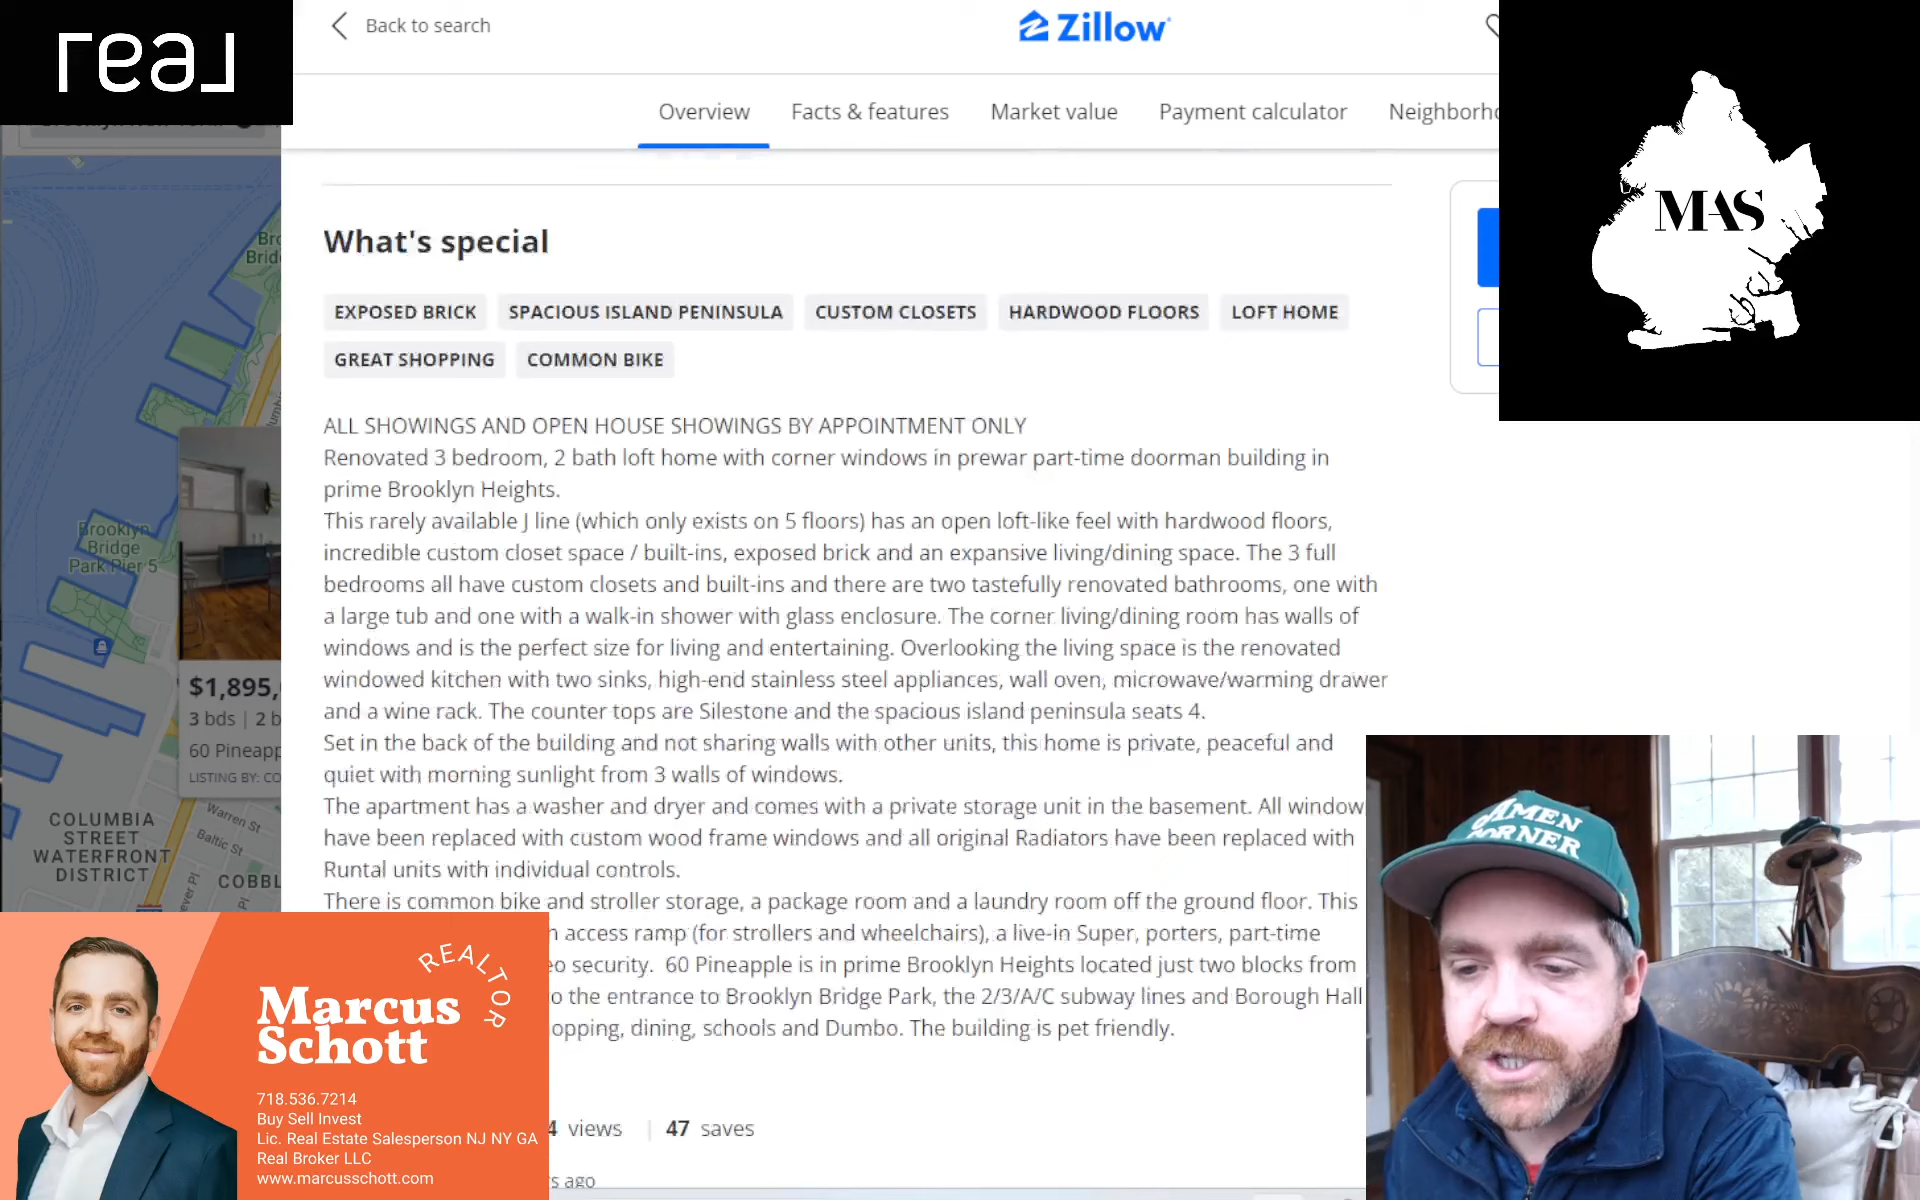 real
Back to search
Zillow
Overview Facts & features Market value Payment calculator
MAS
What's special
EXPOSED BRICK SPACIOUS ISLAND PENINSULA CUSTOM CLOSETS HARDWOOD FLOORS LOFT HOME
GREAT SHOPPING COMMON BIKE
ALL SHOWINGS AND OPEN HOUSE SHOWINGS BY APPOINTMENT ONLY
Renovated 3 bedroom, 2 bath loft home with corner windows in prewar part-time doorman building in
prime Brooklyn Heights.
This rarely available J line (which only exists on 5 floors) has an open loft-like feel with hardwood floors,
incredible custom closet space / built-ins, exposed brick and an expansive living/dining space. The 3 full
bedrooms all have custom closets and built-ins and there are two tastefully renovated bathrooms, one with
a large tub and one with a walk-in shower with glass enclosure. The corner living/dining room has walls of
windows and is the perfect size for living and entertaining. Overlooking the living space is the renovated
windowed kitchen with two sinks, high-end stainless steel appliances, wall oven, microwave/warming drawer
and a wine rack. The counter tops are Silestone and the spacious island peninsula seats 4.
Set in the back of the building and not sharing walls with other units, this home is private, peaceful and
quiet with morning sunlight from 3 walls of windows.
The apartment has a washer and dryer and comes with a private storage unit in the basement. All window
have been replaced with custom wood frame windows and all original Radiators have been replaced with
Runtal units with individual controls.
There is common bike and stroller storage, a package room and a laundry room off the ground floor. This
access ramp (for strollers and wheelchairs), a live-in Super, porters, part-time
security. 60 Pineapple is in prime Brooklyn Heights located just two blocks from
the entrance to Brooklyn Bridge Park, the 2/3/A/C subway lines and Borough Hall
dining, schools and Dumbo. The building is pet friendly.
views | 47 saves
ago
Brooklyn
Bridge
Park Pier 5
$1,895,
3 bds | 2 b
60
LISTING BY:
Warren St
Baltic St
COLUMBIA
STREET
WATERFRONT
DISTRICT
AMEN
CORNER
REALTOR
Marcus
Schott
718.536.7214
Buy Sell Invest
Lic. Real Estate Salesperson NJ NY GA
Real Broker LLC
www.marcusschott.com